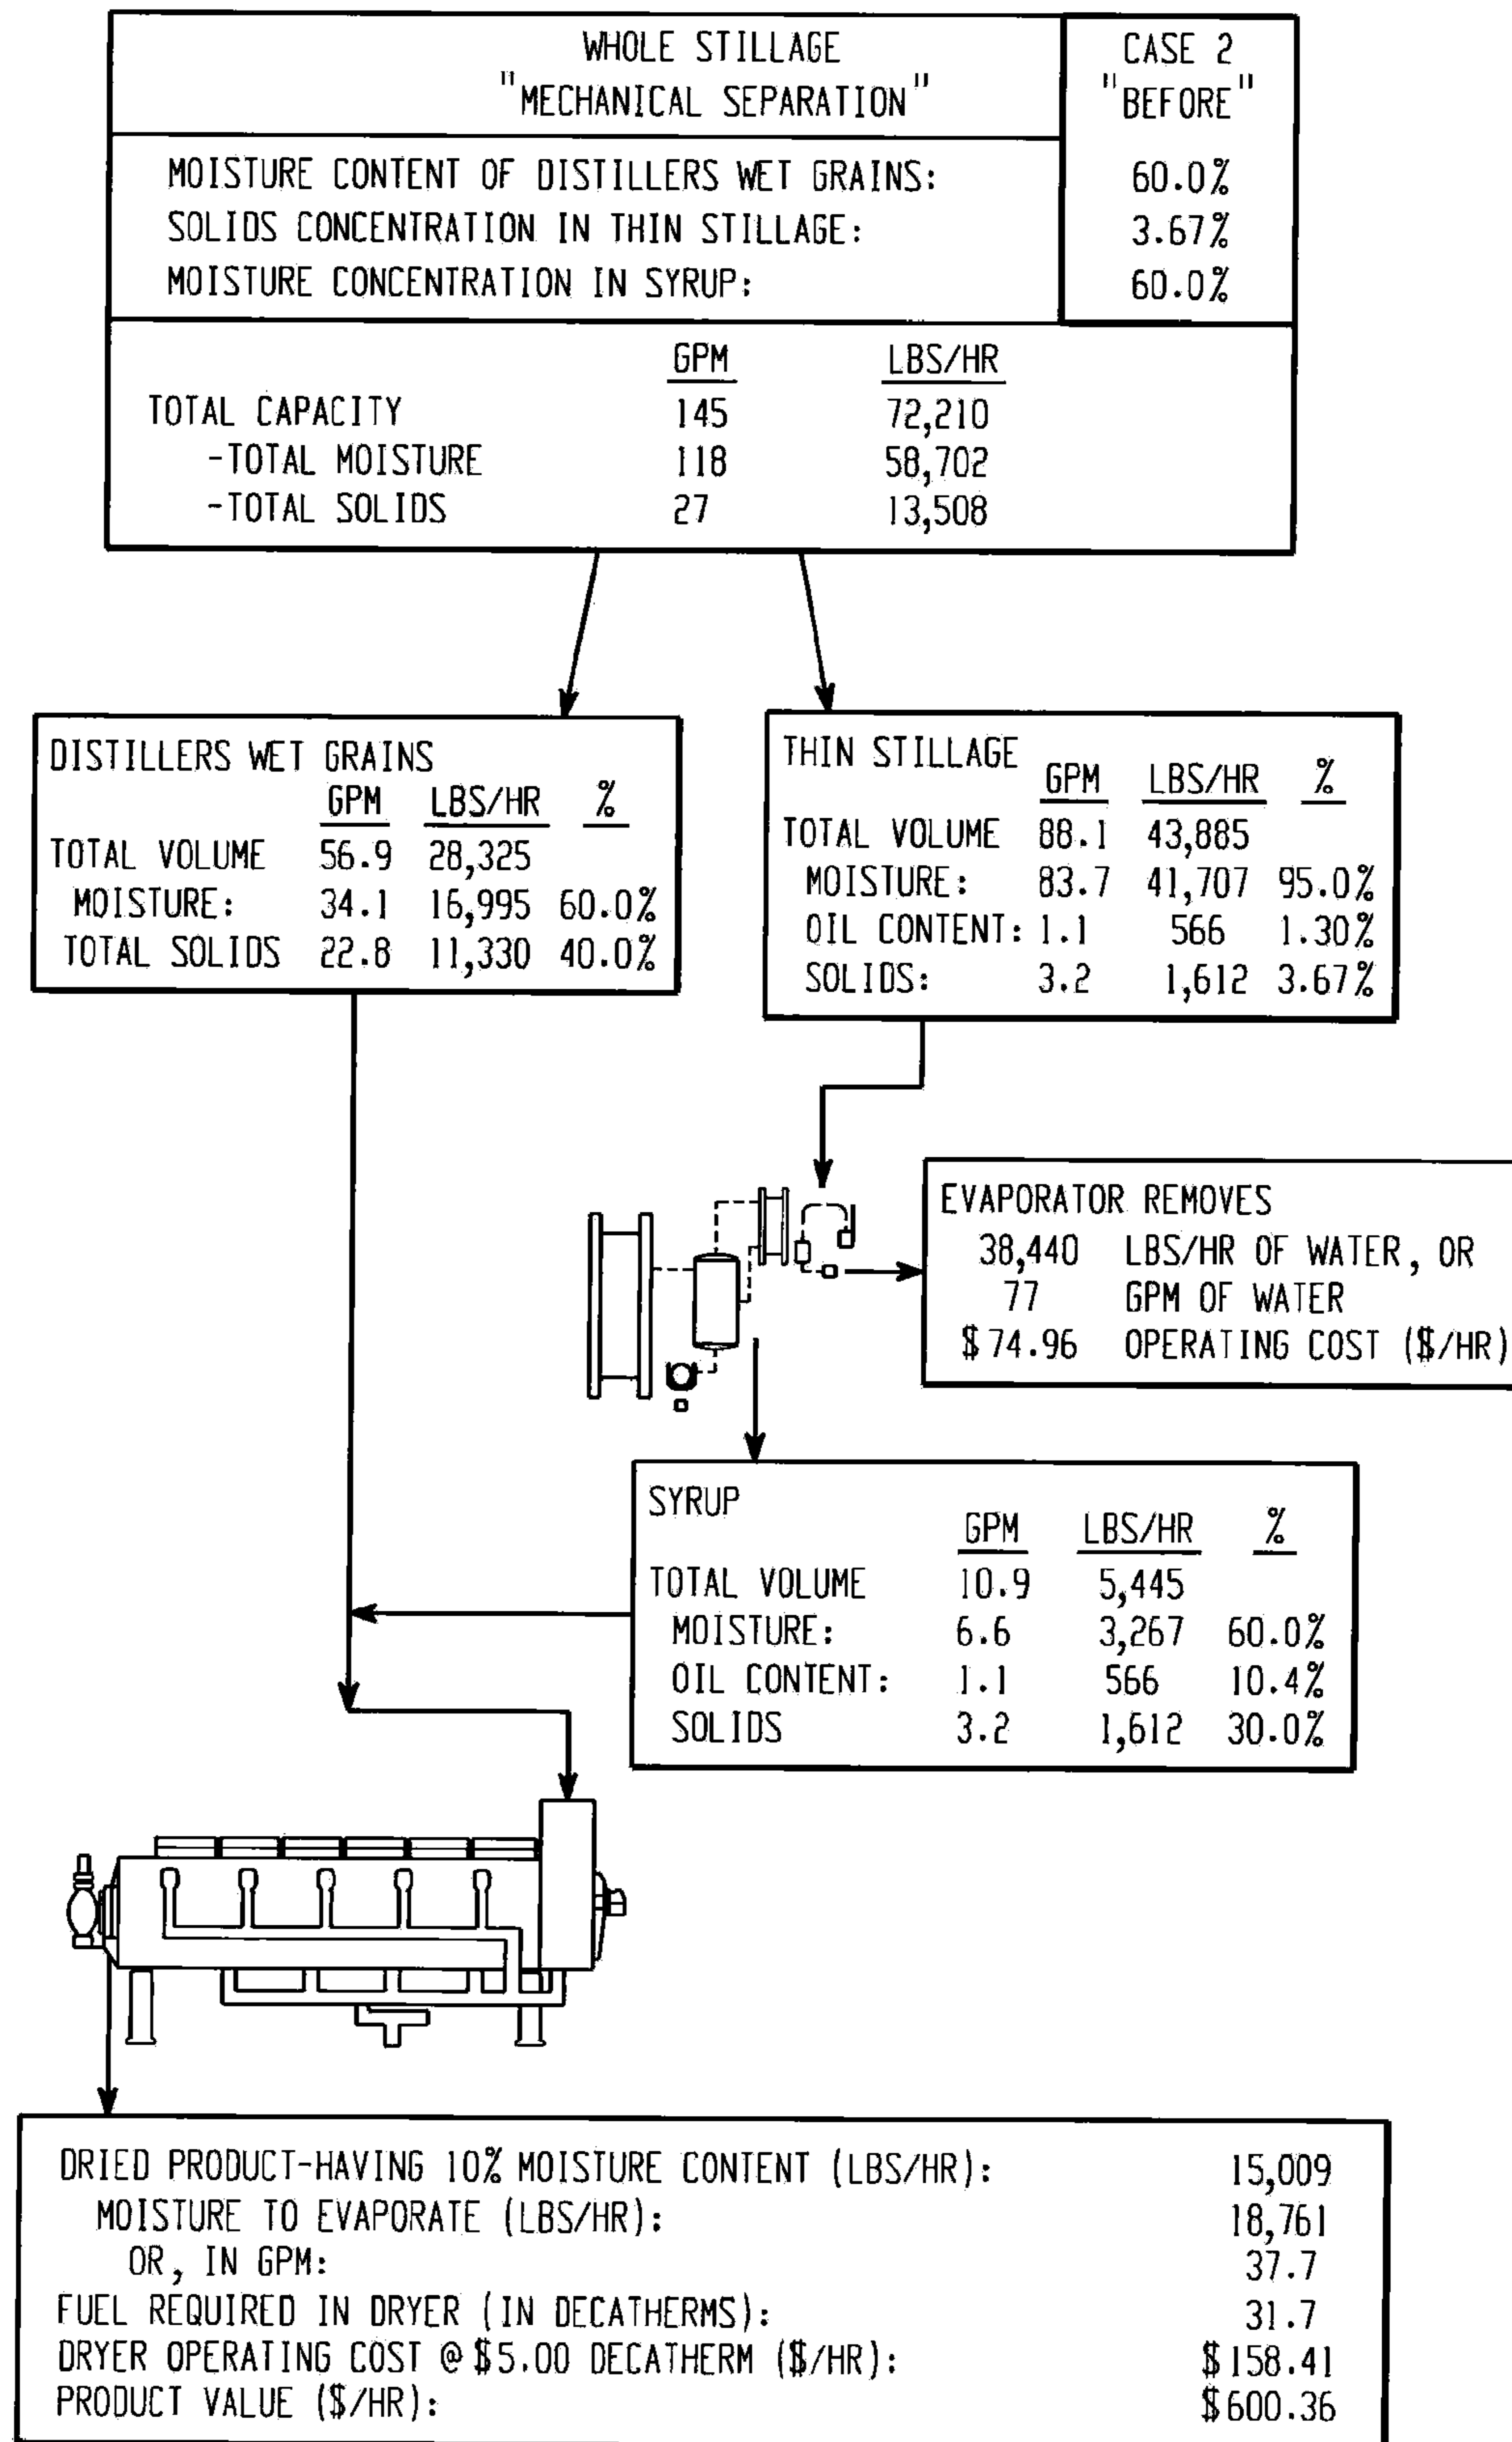 WHOLE STILLAGE
"MECHANICAL SEPARATION"
CASE 2
"BEFORE"
MOISTURE CONTENT OF DISTILLERS WET GRAINS: 60.0%
SOLIDS CONCENTRATION IN THIN STILLAGE: 3.67%
MOISTURE CONCENTRATION IN SYRUP: 60.0%
GPM LBS/HR
TOTAL CAPACITY 145 72,210
-TOTAL MOISTURE 118 58,702
-TOTAL SOLIDS 27 13,508
DISTILLERS WET GRAINS
GPM LBS/HR %
TOTAL VOLUME 56.9 28,325
MOISTURE: 34.1 16,995 60.0%
TOTAL SOLIDS 22.8 11,330 40.0%
THIN STILLAGE
GPM LBS/HR %
TOTAL VOLUME 88.1 43,885
MOISTURE: 83.7 41,707 95.0%
OIL CONTENT: 1.1 566 1.30%
SOLIDS: 3.2 1,612 3.67%
EVAPORATOR REMOVES
38,440 LBS/HR OF WATER, OR
77 GPM OF WATER
$74.96 OPERATING COST ($/HR)
SYRUP
GPM LBS/HR %
TOTAL VOLUME 10.9 5,445
MOISTURE: 6.6 3,267 60.0%
OIL CONTENT: 1.1 566 10.4%
SOLIDS 3.2 1,612 30.0%
DRIED PRODUCT-HAVING 10% MOISTURE CONTENT (LBS/HR): 15,009
MOISTURE TO EVAPORATE (LBS/HR): 18,761
OR, IN GPM: 37.7
FUEL REQUIRED IN DRYER (IN DECATHERMS): 31.7
DRYER OPERATING COST @ $5.00 DECATHERM ($/HR): $158.41
PRODUCT VALUE ($/HR): $600.36